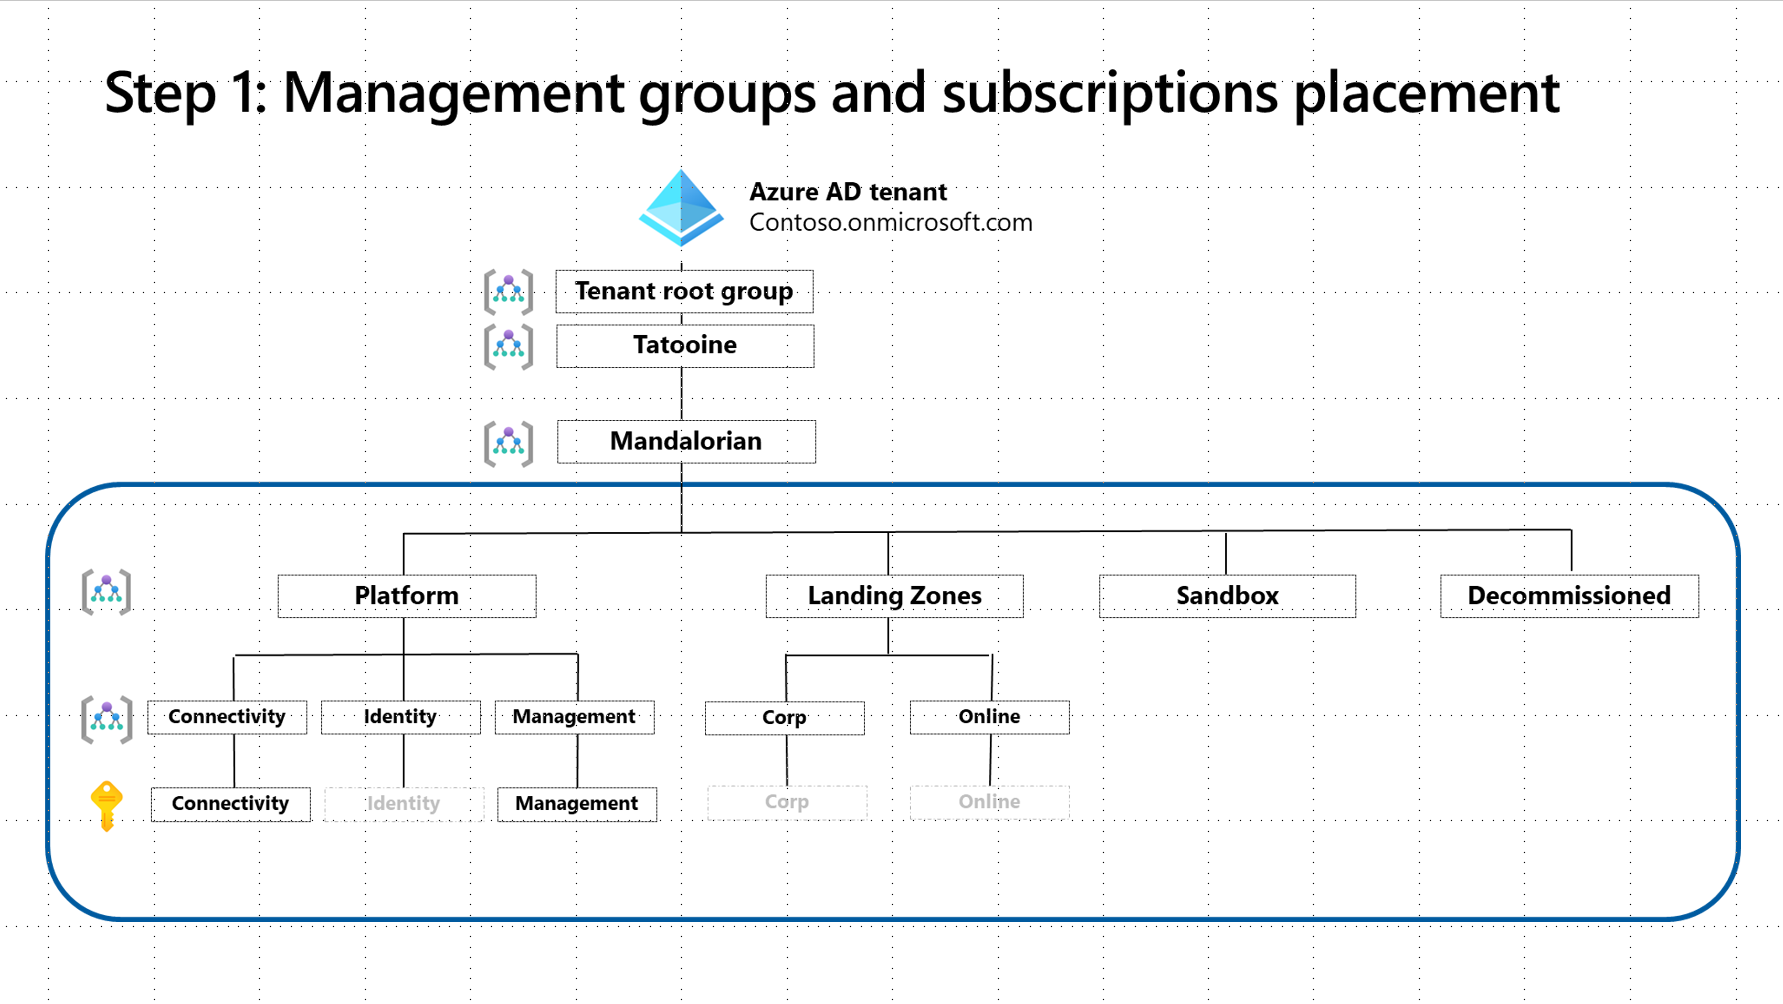 Step 1: Management groups and subscriptions placement
Azure AD tenant
Contoso.onmicrosoft.com
Tenant root group
Tatooine
Mandalorian
Platform
Landing Zones
Sandbox
Decommissioned
Connectivity
Identity
Management
Corp
Online
Connectivity
Identity
Management
Corp
Online